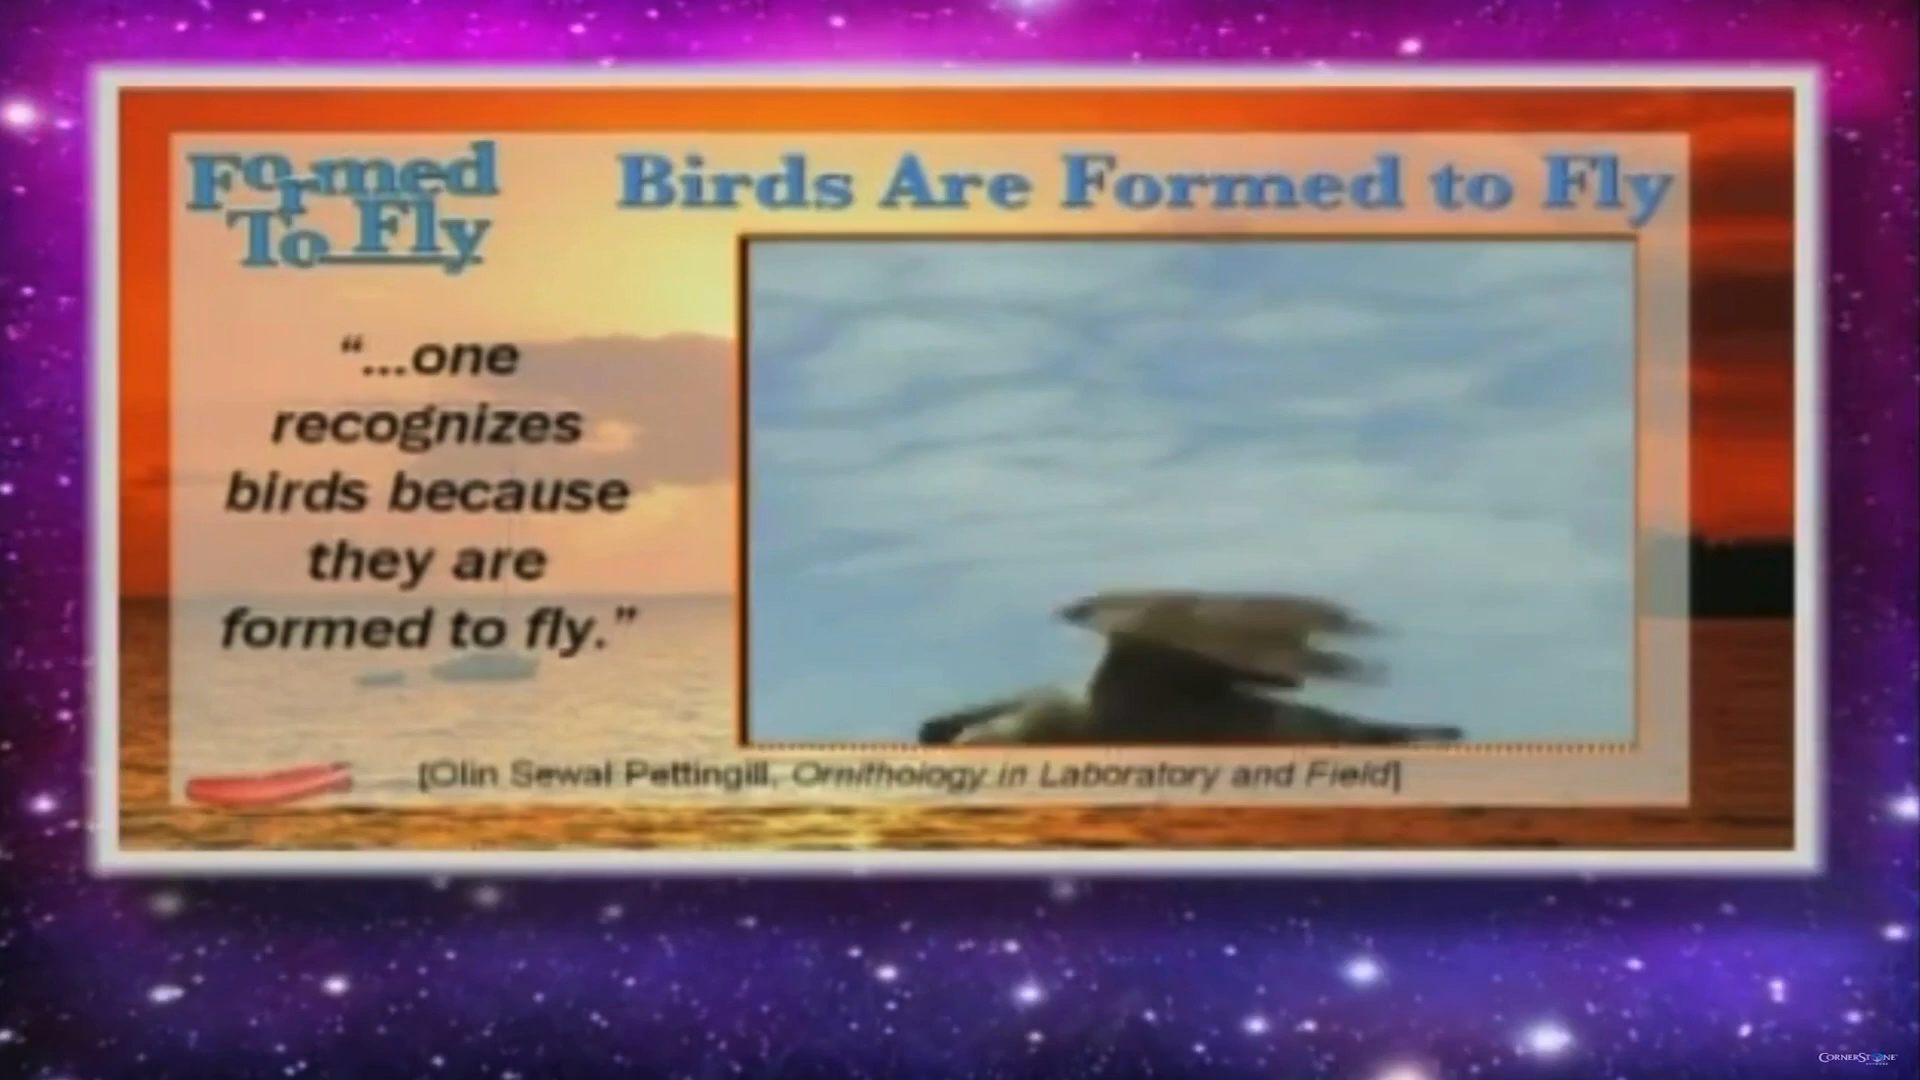 Formed
To Fly
Birds Are Formed to Fly
“...one
recognizes
birds because
they are
formed to fly.”
[Olin Sewal Pettingill, Ornithology in Laboratory and Field]
CORNERSTONE